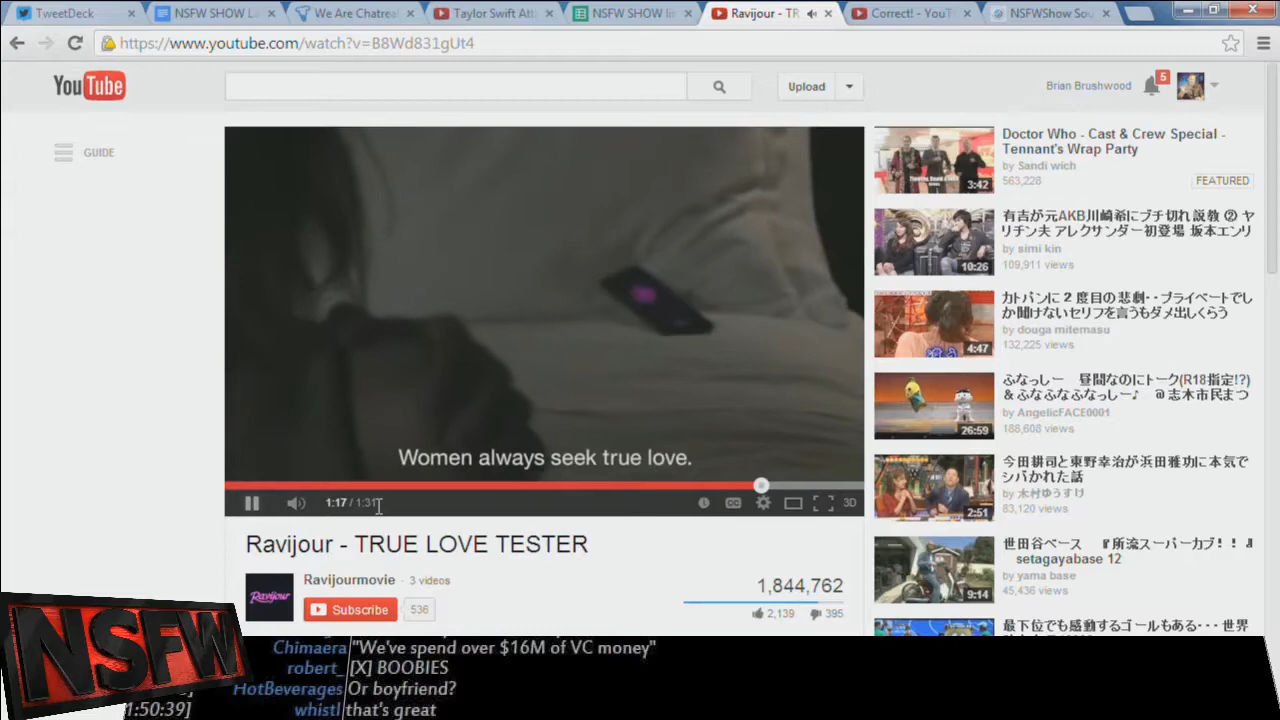 TweetDeck
NSFW SHOW L
We Are Chatreal
Taylor Swift Att
NSFW SHOW lin
Ravijour - TR
Correct! - YouT
NSFWShow Sou
https://www.youtube.com/watch?v=B8Wd831gUt4
YouTube
Upload
Brian Brushwood
5
GUIDE
Women always seek true love.
1:17 / 1:31
CC
3D
Ravijour - TRUE LOVE TESTER
Ravijour
Ravijourmovie · 3 videos
Subscribe
536
1,844,762
2,139
395
Doctor Who - Cast & Crew Special -
Tennant's Wrap Party
by Sandi wich
563,228
FEATURED
3:42
有吉が元AKB川崎希にブチ切れ説教 ② ヤ
リチン夫 アレクサンダー初登場 坂本エンリ
by simi kin
109,911 views
10:26
カトパンに２度目の悲劇・・プライベートでし
か聞けないセリフを言うもダメ出しくらう
by douga mitemasu
132,225 views
4:47
ふなっしー 昼間なのにトーク(R18指定!?)
＆ふなふなふなっしー♪ ＠志木市民まつ
by AngelicFACE0001
188,608 views
26:59
今田耕司と東野幸治が浜田雅功に本気で
シバかれた話
by 木村ゆうすけ
83,120 views
2:51
世田谷ベース 『所流スーパーカブ！！』
setagayabase 12
by yama base
45,436 views
9:14
最下位でも感動するゴールもある・・・世界
NSFW
Chimaera "We've spend over $16M of VC money"
robert_ [X] BOOBIES
HotBeverages Or boyfriend?
1:50:39]
whistl that's great